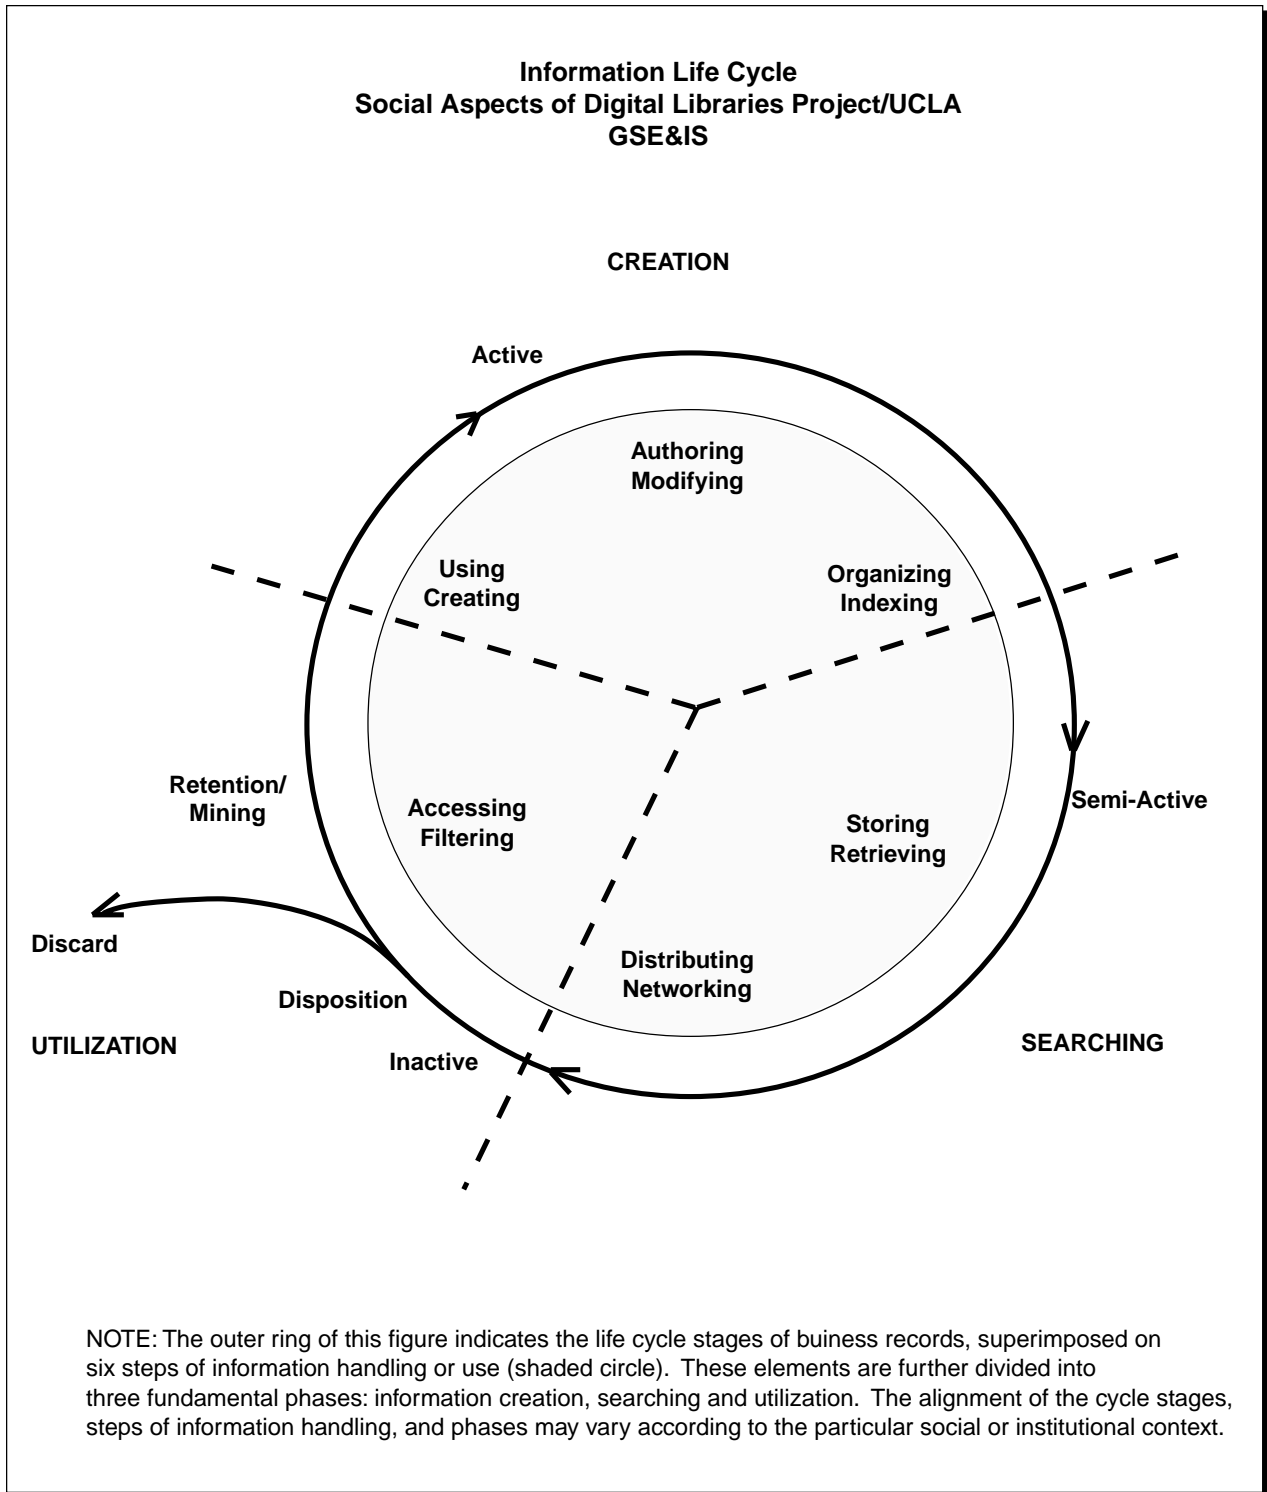 Information Life Cycle
Social Aspects of Digital Libraries Project/UCLA
GSE&IS
CREATION
Active
Authoring
Modifying
Using
Creating
Organizing
Indexing
Retention/
Mining
Accessing
Filtering
Storing
Retrieving
Semi-Active
Discard
Distributing
Networking
Disposition
UTILIZATION
Inactive
SEARCHING
NOTE: The outer ring of this figure indicates the life cycle stages of buiness records, superimposed on
six steps of information handling or use (shaded circle).  These elements are further divided into
three fundamental phases: information creation, searching and utilization.  The alignment of the cycle stages,
steps of information handling, and phases may vary according to the particular social or institutional context.